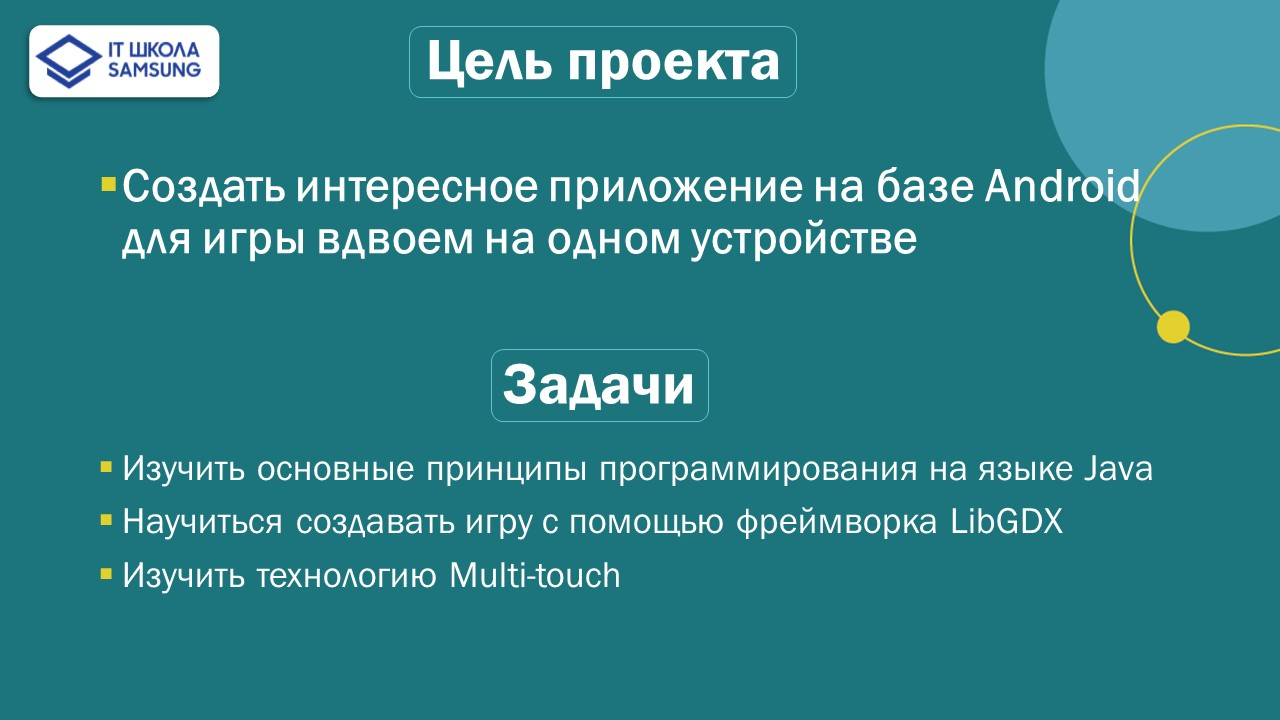 IT ШКОЛА
SAMSUNG
Цель проекта
Создать интересное приложение на базе Android
для игры вдвоем на одном устройстве
Задачи
Изучить основные принципы программирования на языке Java
Научиться создавать игру с помощью фреймворка LibGDX
Изучить технологию Multi-touch